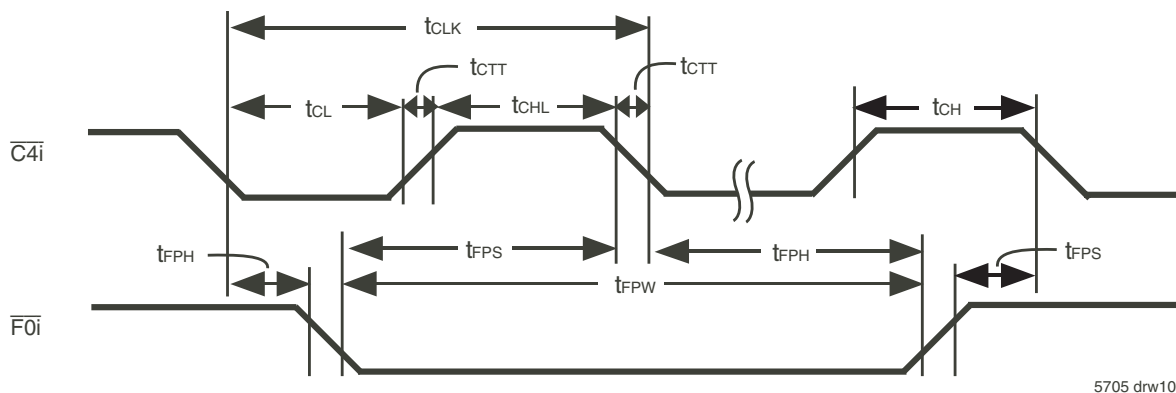 tCLK
tCTT
tCTT
tCL
tCHL
tCH
C4i
tFPH
tFPS
tFPH
tFPS
tFPW
F0i
5705 drw10